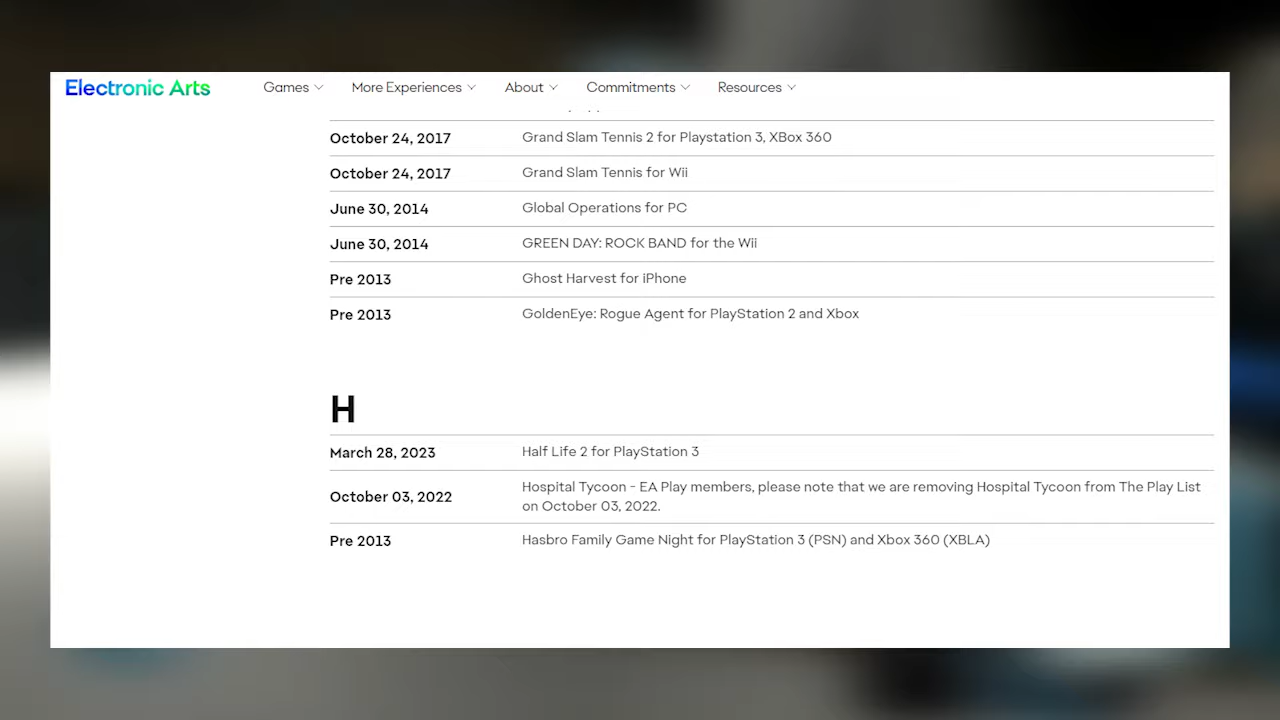 Electronic Arts
Games
More Experiences
About
Commitments
Resources
October 24, 2017
Grand Slam Tennis 2 for Playstation 3, XBox 360
October 24, 2017
Grand Slam Tennis for Wii
June 30, 2014
Global Operations for PC
June 30, 2014
GREEN DAY: ROCK BAND for the Wii
Pre 2013
Ghost Harvest for iPhone
Pre 2013
GoldenEye: Rogue Agent for PlayStation 2 and Xbox
H
March 28, 2023
Half Life 2 for PlayStation 3
October 03, 2022
Hospital Tycoon - EA Play members, please note that we are removing Hospital Tycoon from The Play List
on October 03, 2022.
Pre 2013
Hasbro Family Game Night for PlayStation 3 (PSN) and Xbox 360 (XBLA)